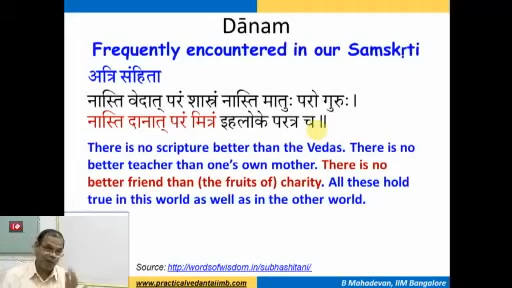 Dānam
Frequently encountered in our Samskṛti
अत्रि संहिता
नास्ति वेदात् परं शास्त्रं नास्ति मातुः परो गुरुः ।
नास्ति दानात् परं मित्रं इहलोके परत्र च ॥
There is no scripture better than the Vedas. There is no
better teacher than one's own mother. There is no
better friend than (the fruits of) charity. All these hold
true in this world as well as in the other world.
Source: http://wordsofwisdom.in/subhashitani/
www.practicalvedantaiimb.com
B Mahadevan, IIM Bangalore